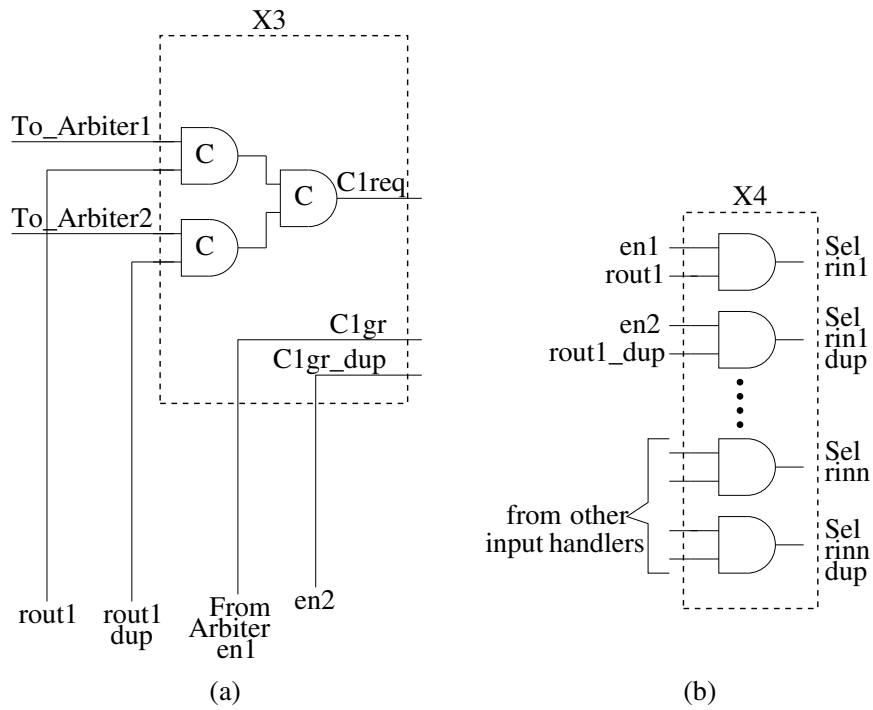 X3
To_Arbiter1
C
C
C1req
To_Arbiter2
C
C1gr
C1gr_dup
rout1
rout1
dup
From
Arbiter
en1
en2
(a)
X4
en1
rout1
Sel
rin1
en2
rout1_dup
Sel
rin1
dup
Sel
rinn
from other
input handlers
Sel
rinn
dup
(b)